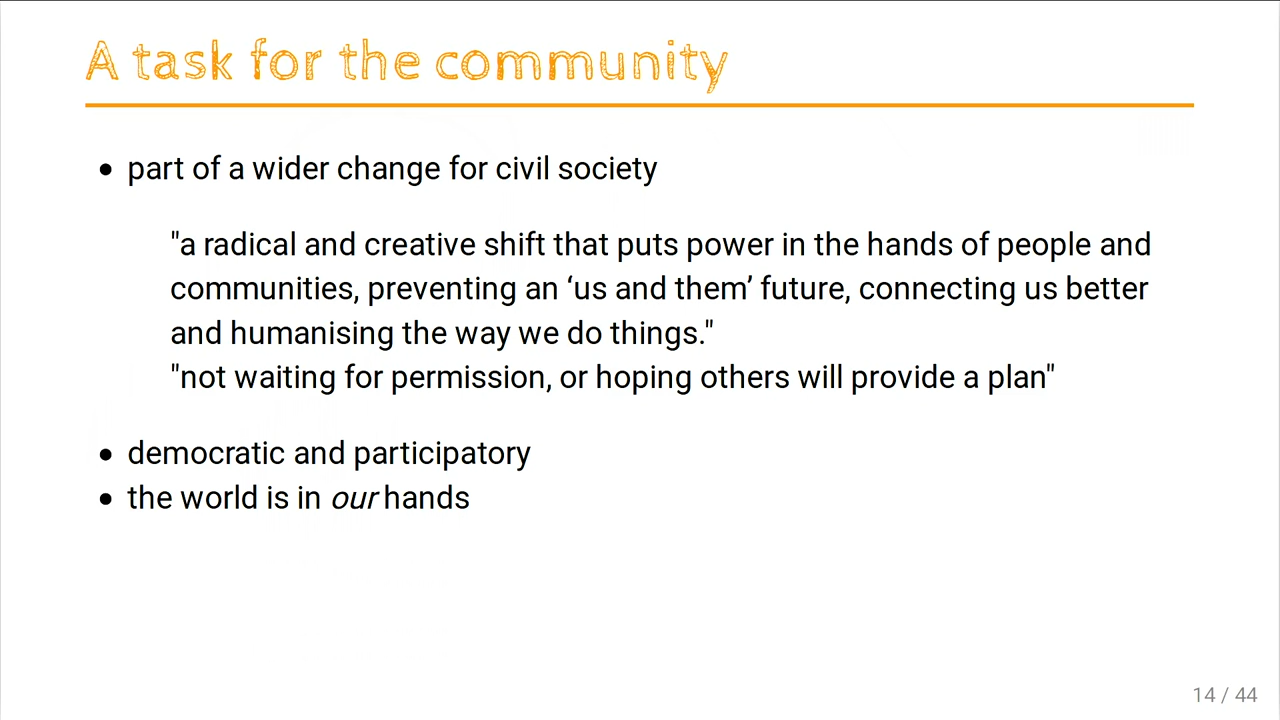 A task for the community
• part of a wider change for civil society
"a radical and creative shift that puts power in the hands of people and
communities, preventing an ‘us and them’ future, connecting us better
and humanising the way we do things."
"not waiting for permission, or hoping others will provide a plan"
• democratic and participatory
• the world is in our hands
14 / 44